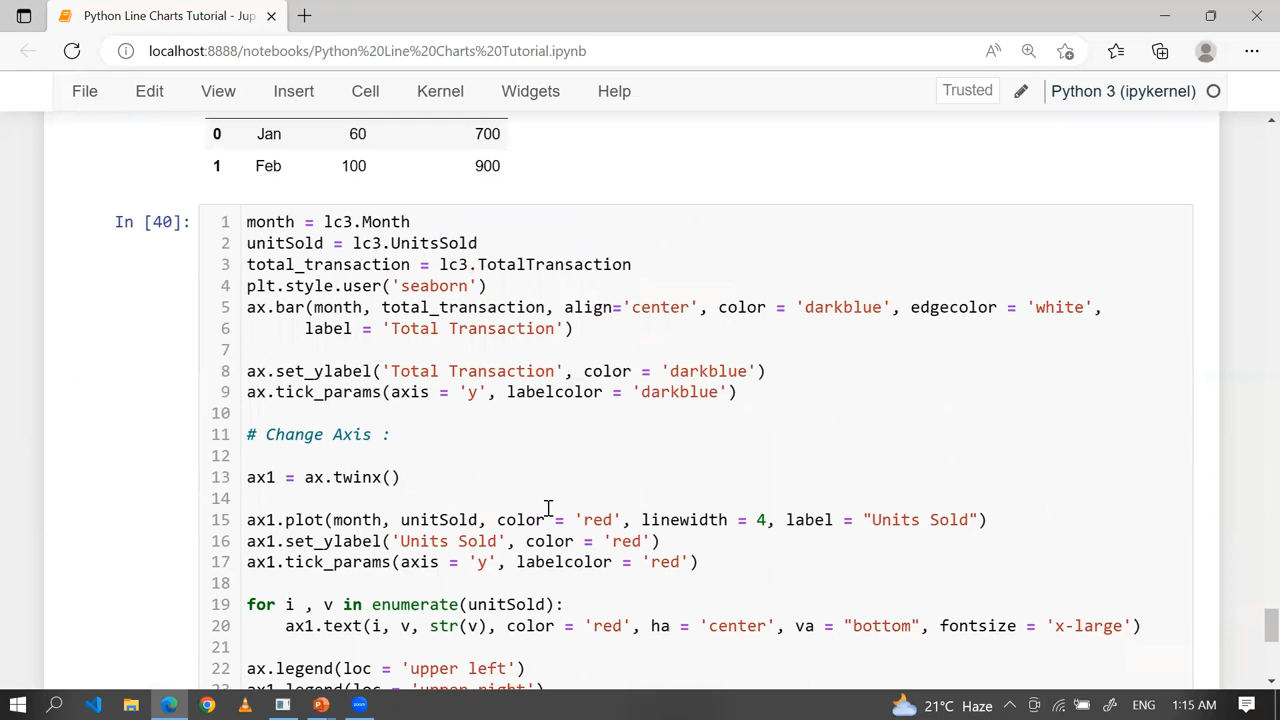 Python Line Charts Tutorial - Jup
localhost:8888/notebooks/Python%20Line%20Charts%20Tutorial.ipynb
File Edit View Insert Cell Kernel Widgets Help Trusted Python 3 (ipykernel)
0 Jan 60 700
1 Feb 100 900
In [40]:
1 month = lc3.Month
2 unitSold = lc3.UnitsSold
3 total_transaction = lc3.TotalTransaction
4 plt.style.user('seaborn')
5 ax.bar(month, total_transaction, align='center', color = 'darkblue', edgecolor = 'white',
6 label = 'Total Transaction')
7
8 ax.set_ylabel('Total Transaction', color = 'darkblue')
9 ax.tick_params(axis = 'y', labelcolor = 'darkblue')
10
11 # Change Axis :
12
13 ax1 = ax.twinx()
14
15 ax1.plot(month, unitSold, color = 'red', linewidth = 4, label = "Units Sold")
16 ax1.set_ylabel('Units Sold', color = 'red')
17 ax1.tick_params(axis = 'y', labelcolor = 'red')
18
19 for i , v in enumerate(unitSold):
20 ax1.text(i, v, str(v), color = 'red', ha = 'center', va = "bottom", fontsize = 'x-large')
21
22 ax.legend(loc = 'upper left')
23 ax1.legend(loc = 'upper right')
21°C Haze ENG 1:15 AM